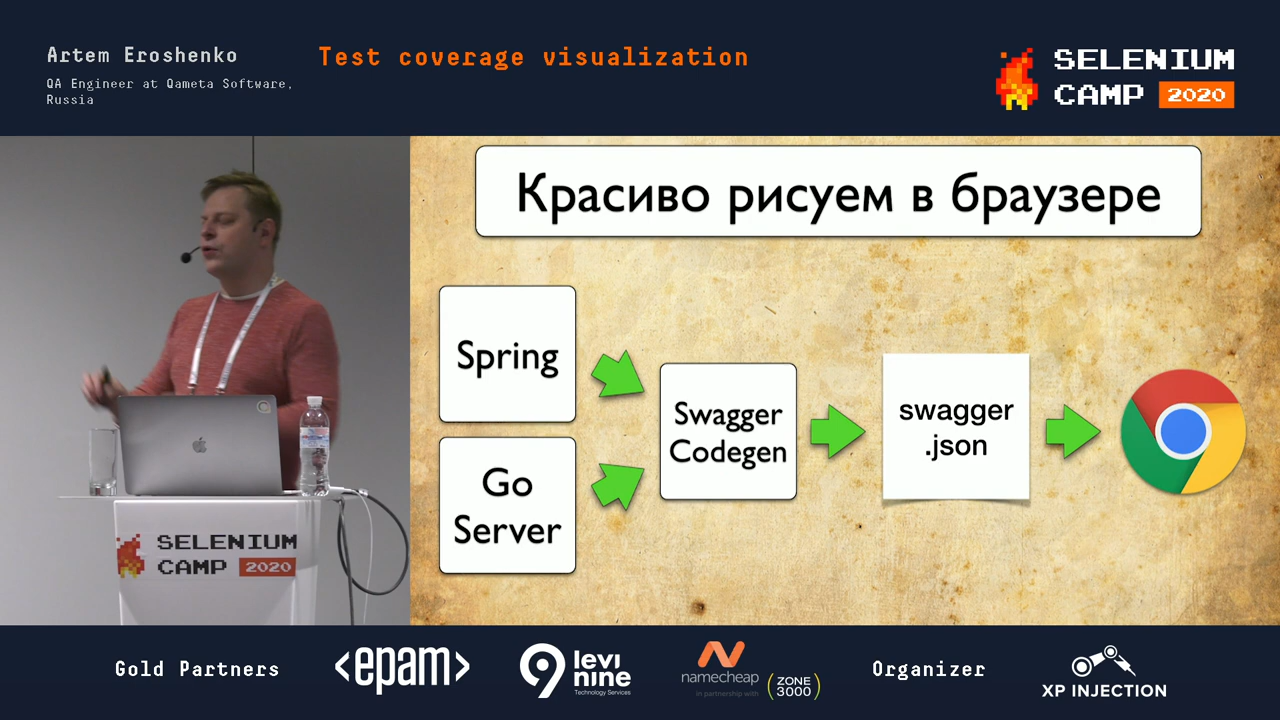 Artem Eroshenko
QA Engineer at Qameta Software,
Russia
Test coverage visualization
SELENIUM
CAMP 2020
Красиво рисуем в браузере
Spring
Go
Server
Swagger
Codegen
swagger
.json
SELENIUM
CAMP 2020
Gold Partners
<epam>
9 levi
nine
Technology Services
namecheap
in partnership with
ZONE
3000
Organizer
XP INJECTION